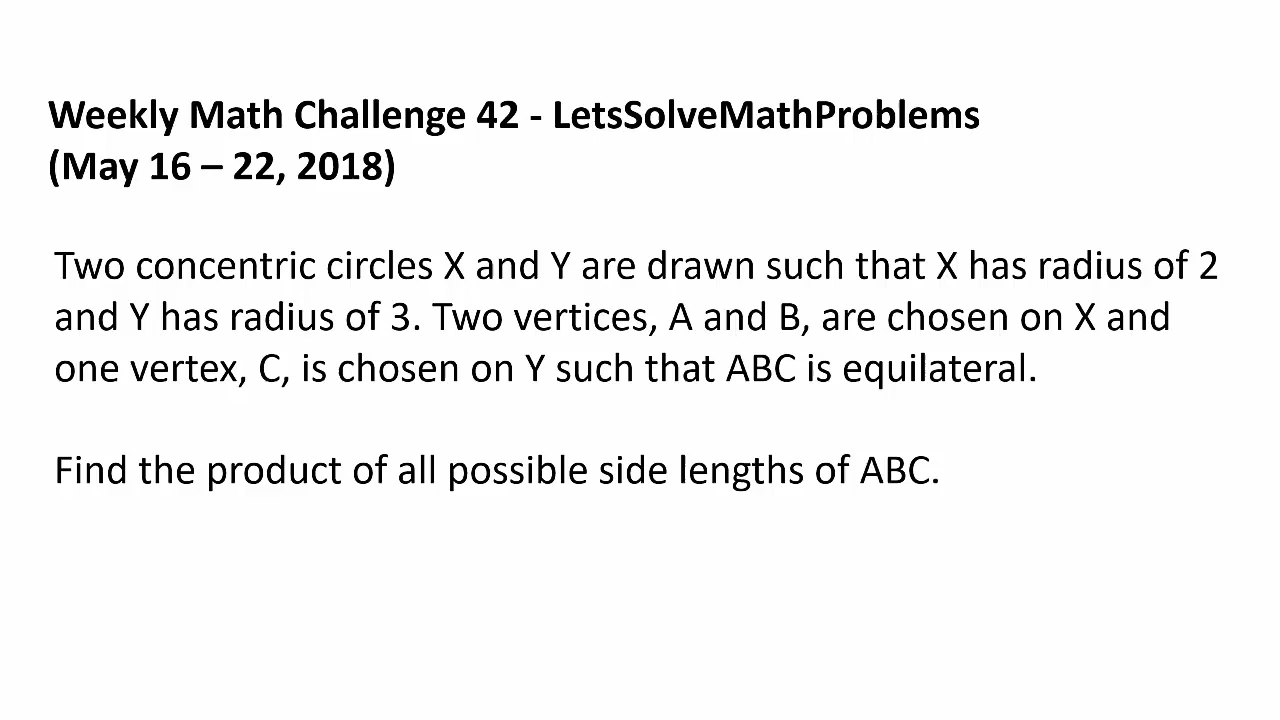 Weekly Math Challenge 42 - LetsSolveMathProblems
(May 16 – 22, 2018)
Two concentric circles X and Y are drawn such that X has radius of 2
and Y has radius of 3. Two vertices, A and B, are chosen on X and
one vertex, C, is chosen on Y such that ABC is equilateral.
Find the product of all possible side lengths of ABC.